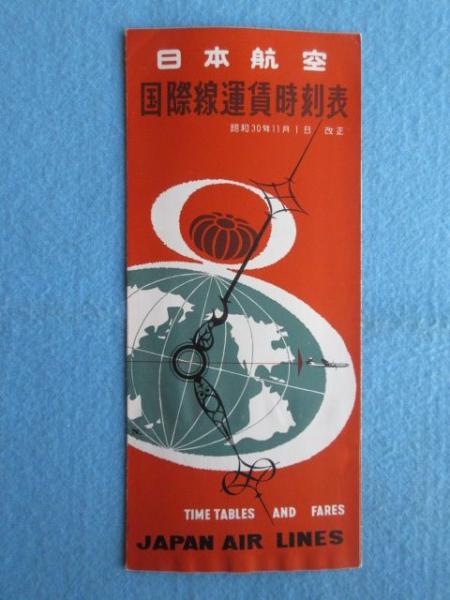 日本航空
国際線運賃時刻表
昭和30年11月1日 改正
TIME TABLES AND FARES
JAPAN AIR LINES